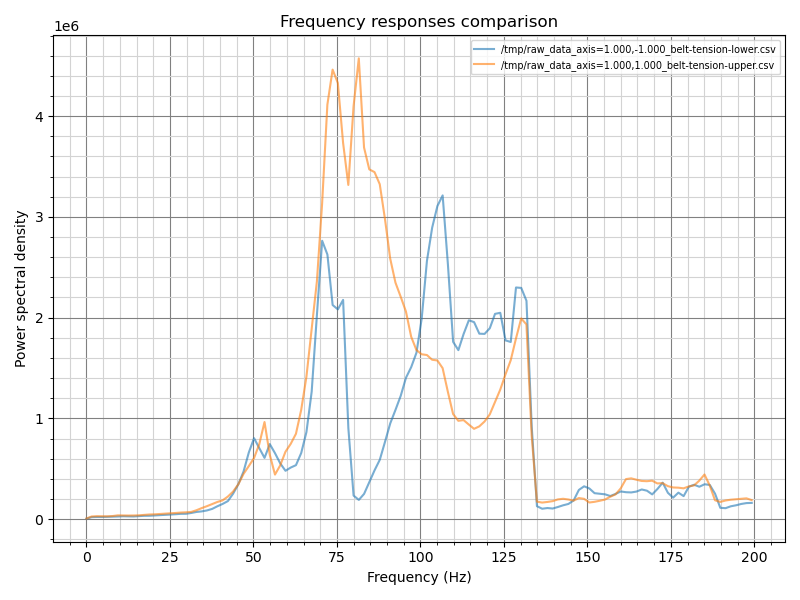 Frequency responses comparison
1e6
/tmp/raw_data_axis=1.000,-1.000_belt-tension-lower.csv
/tmp/raw_data_axis=1.000,1.000_belt-tension-upper.csv
4
3
2
1
0
Power spectral density
0 25 50 75 100 125 150 175 200
Frequency (Hz)